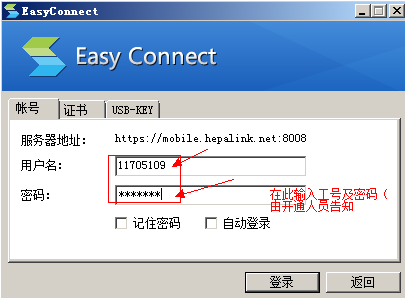 EasyConnect
Easy Connect
帐号 证书 USB-KEY
服务器地址: https://mobile.hepalink.net:8008
用户名: 11705109
密码: *******
在此输入工号及密码（
由开通人员告知
记住密码 自动登录
登录 返回